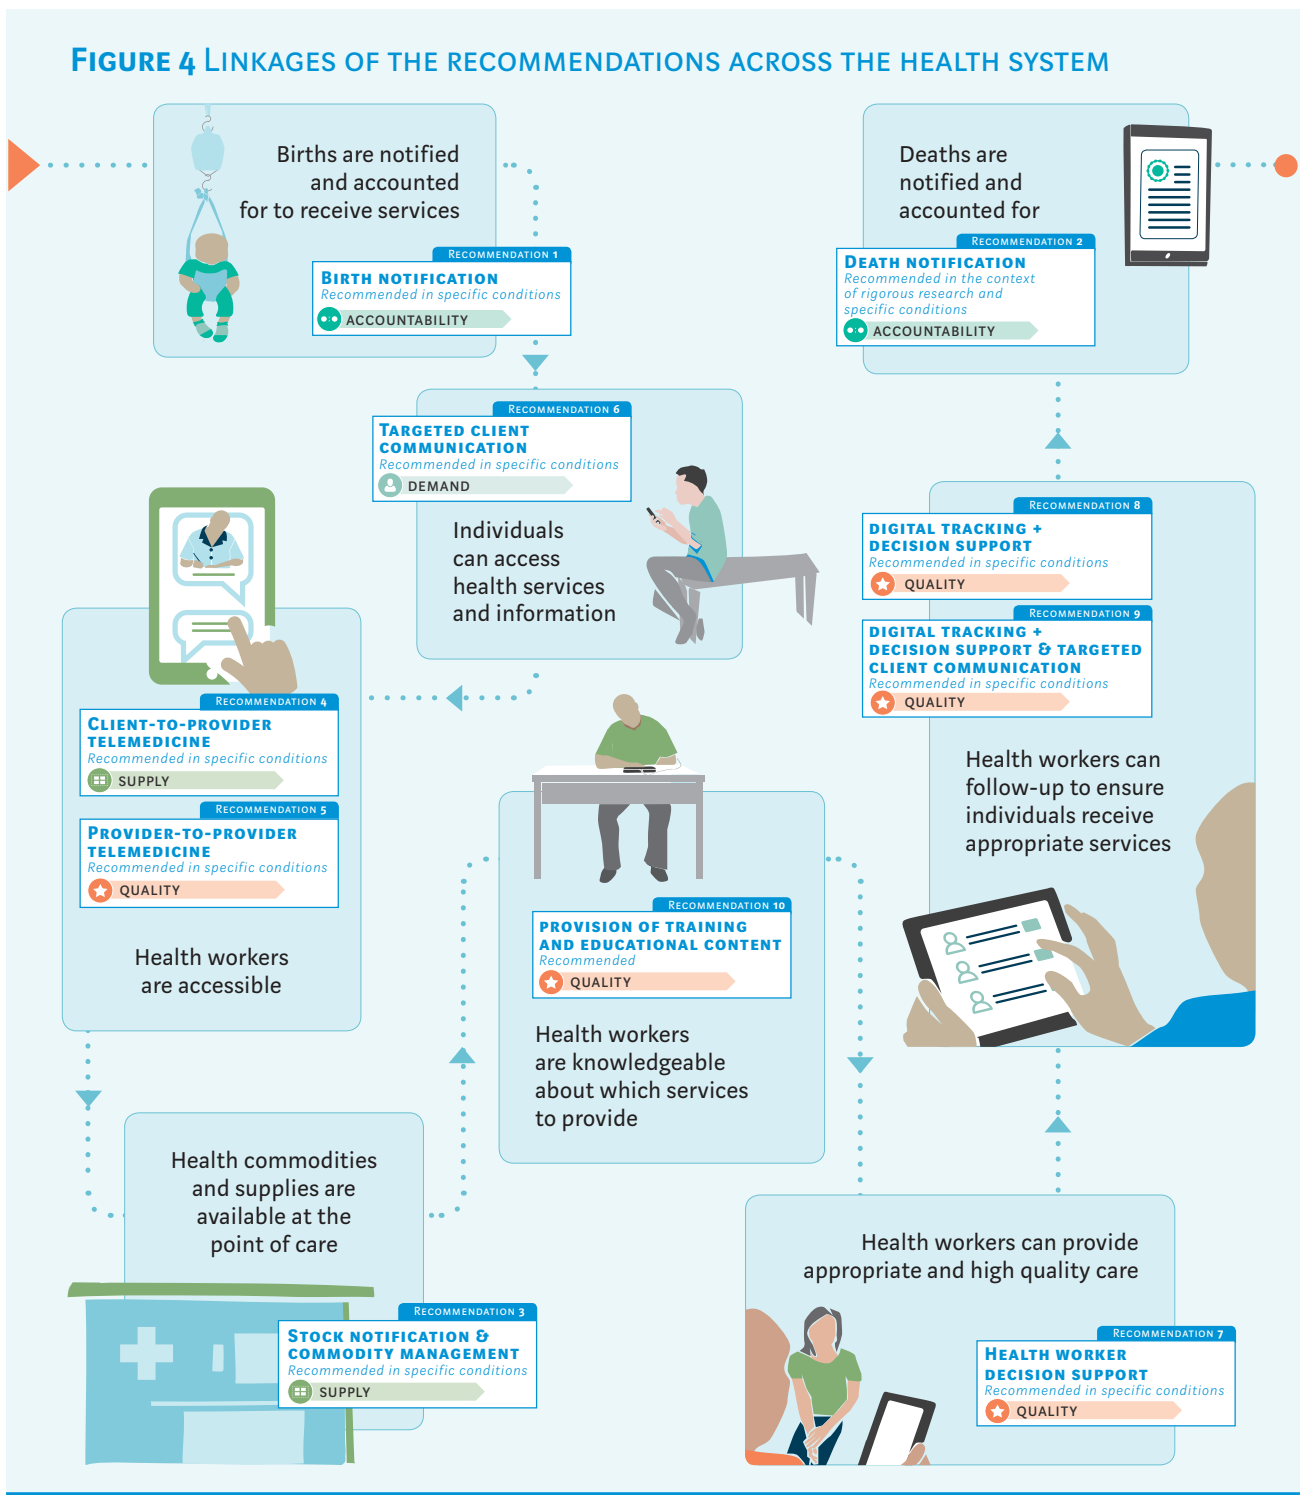 FIGURE 4 LINKAGES OF THE RECOMMENDATIONS ACROSS THE HEALTH SYSTEM
Births are notified
and accounted
for to receive services
RECOMMENDATION 1
BIRTH NOTIFICATION
Recommended in specific conditions
ACCOUNTABILITY
RECOMMENDATION 6
TARGETED CLIENT
COMMUNICATION
Recommended in specific conditions
DEMAND
Individuals
can access
health services
and information
RECOMMENDATION 4
CLIENT-TO-PROVIDER
TELEMEDICINE
Recommended in specific conditions
SUPPLY
RECOMMENDATION 5
PROVIDER-TO-PROVIDER
TELEMEDICINE
Recommended in specific conditions
QUALITY
Health workers
are accessible
Health commodities
and supplies are
available at the
point of care
RECOMMENDATION 3
STOCK NOTIFICATION &
COMMODITY MANAGEMENT
Recommended in specific conditions
SUPPLY
RECOMMENDATION 10
PROVISION OF TRAINING
AND EDUCATIONAL CONTENT
Recommended
QUALITY
Health workers
are knowledgeable
about which services
to provide
Health workers can provide
appropriate and high quality care
RECOMMENDATION 7
HEALTH WORKER
DECISION SUPPORT
Recommended in specific conditions
QUALITY
RECOMMENDATION 8
DIGITAL TRACKING +
DECISION SUPPORT
Recommended in specific conditions
QUALITY
RECOMMENDATION 9
DIGITAL TRACKING +
DECISION SUPPORT & TARGETED
CLIENT COMMUNICATION
Recommended in specific conditions
QUALITY
Health workers can
follow-up to ensure
individuals receive
appropriate services
Deaths are
notified and
accounted for
RECOMMENDATION 2
DEATH NOTIFICATION
Recommended in the context
of rigorous research and
specific conditions
ACCOUNTABILITY